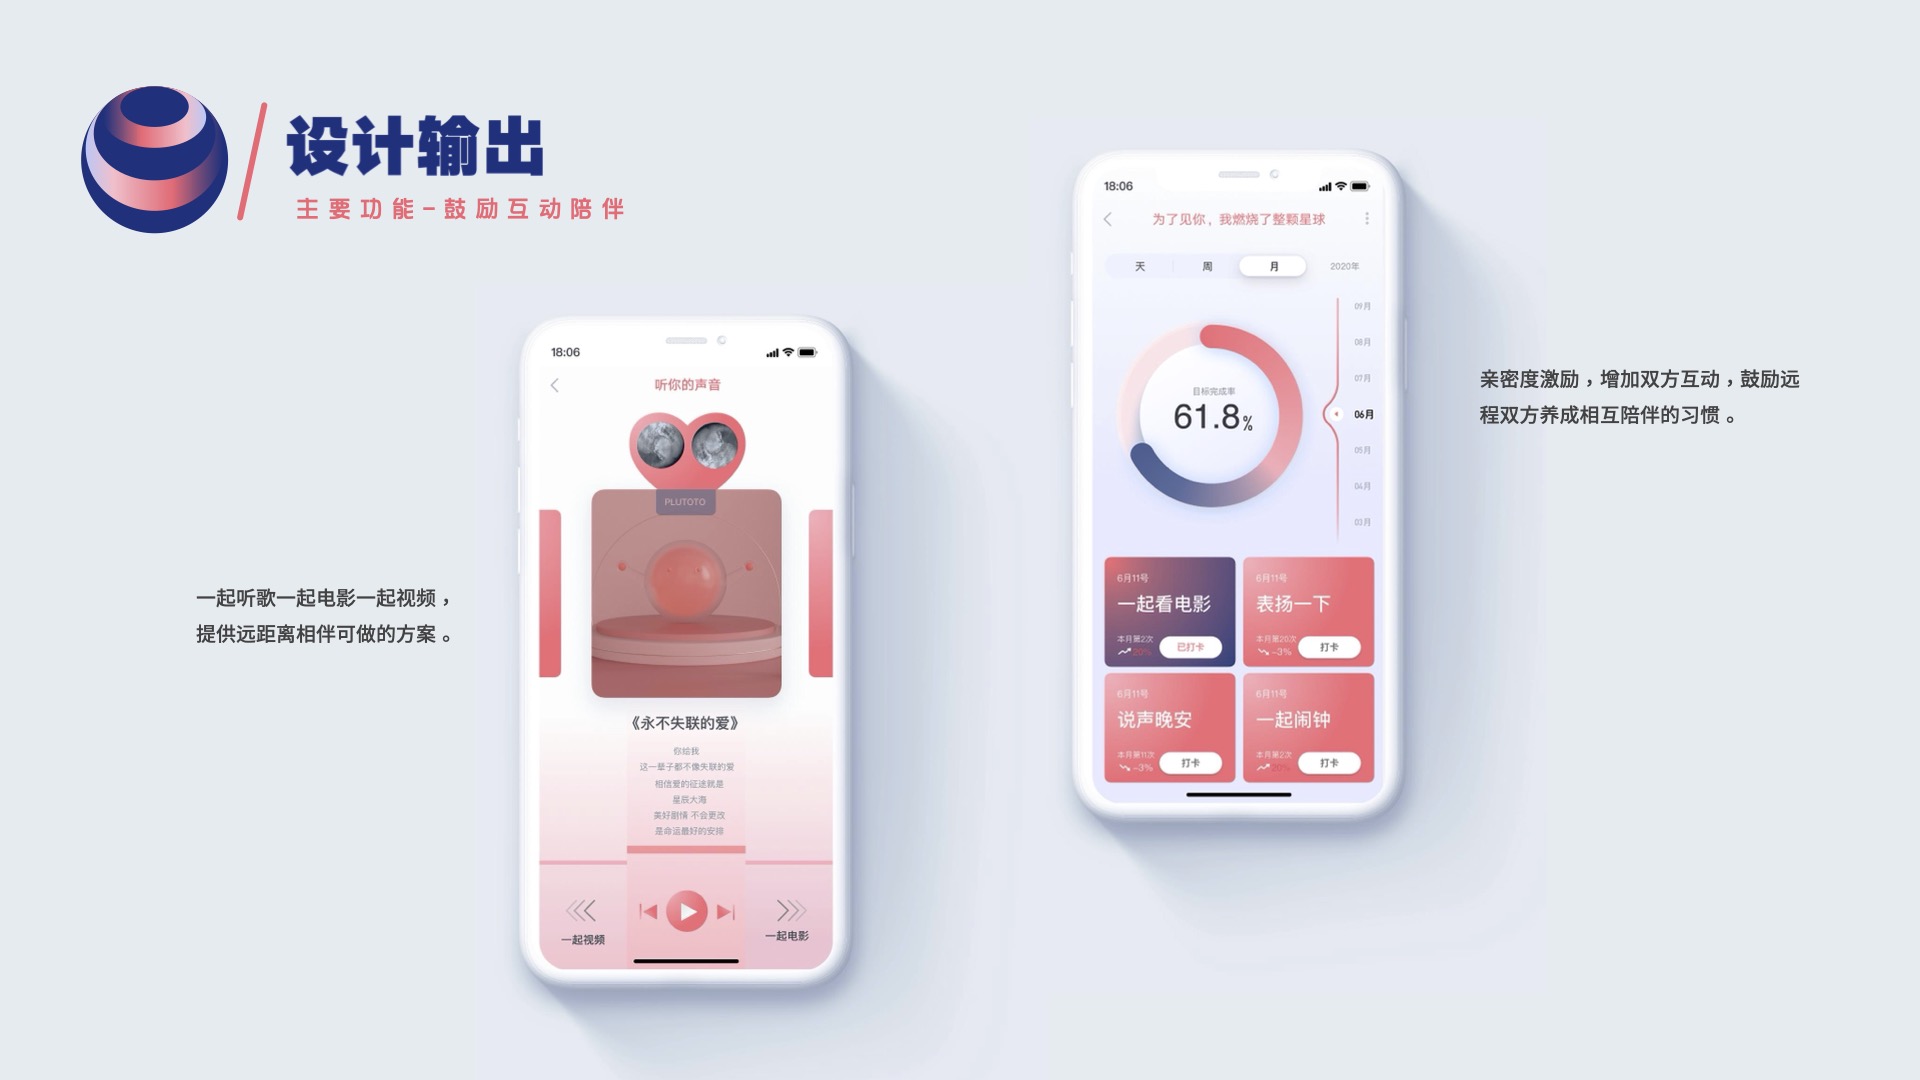 设计输出
主要功能-鼓励互动陪伴
一起听歌一起电影一起视频，
提供远距离相伴可做的方案。
18:06
听你的声音
PLUTOTO
《永不失联的爱》
你给我
这一辈子都不像失联的爱
相信爱的征途就是
星辰大海
美好剧情 不会更改
是命运最好的安排
一起视频
一起电影
18:06
为了见你，我燃烧了整颗星球
天 周 月 2020年
09月
08月
07月
06月
05月
04月
03月
目标完成率
61.8%
6月11号
一起看电影
本月第2次
20%
已打卡
6月11号
表扬一下
本月第20次
-3%
打卡
6月11号
说声晚安
本月第11次
-3%
打卡
6月11号
一起闹钟
本月第2次
20%
打卡
亲密度激励，增加双方互动，鼓励远
程双方养成相互陪伴的习惯。